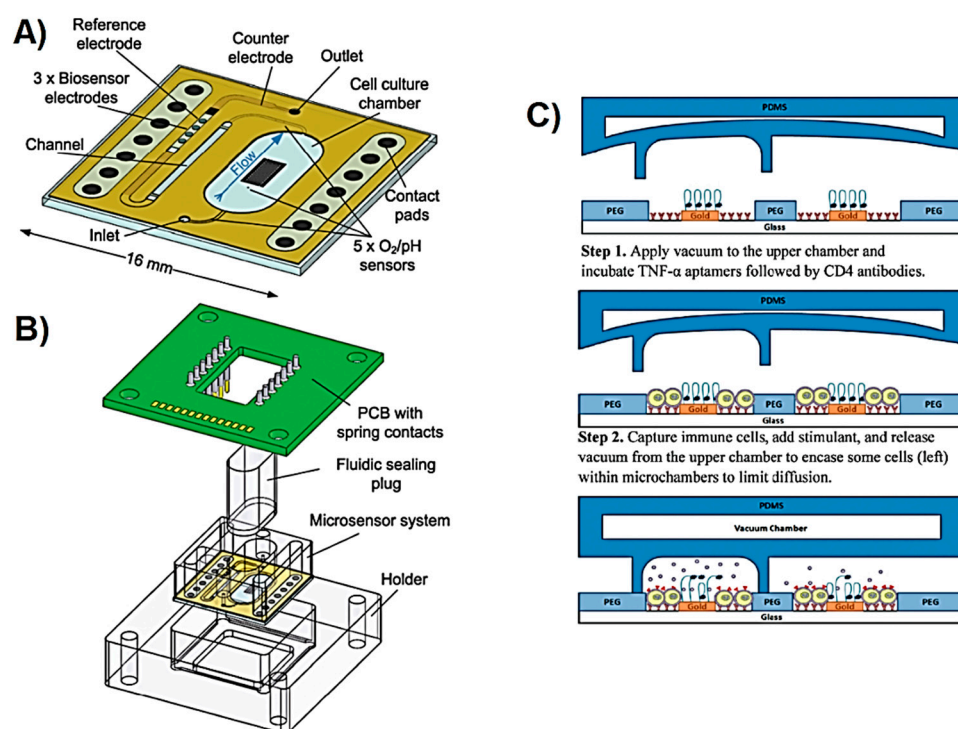 A)
Reference
electrode
Counter
electrode
Outlet
3 x Biosensor
electrodes
Cell culture
chamber
Channel
Flow
Contact
pads
Inlet
5 x O₂/pH
sensors
16 mm
B)
PCB with
spring contacts
Fluidic sealing
plug
Microsensor system
Holder
C)
PDMS
PEG
Gold
PEG
Gold
PEG
Glass
Step 1. Apply vacuum to the upper chamber and
incubate TNF-α aptamers followed by CD4 antibodies.
PDMS
PEG
Gold
PEG
Gold
PEG
Glass
Step 2. Capture immune cells, add stimulant, and release
vacuum from the upper chamber to encase some cells (left)
within microchambers to limit diffusion.
PDMS
Vacuum Chamber
PEG
Gold
PEG
Gold
PEG
Glass